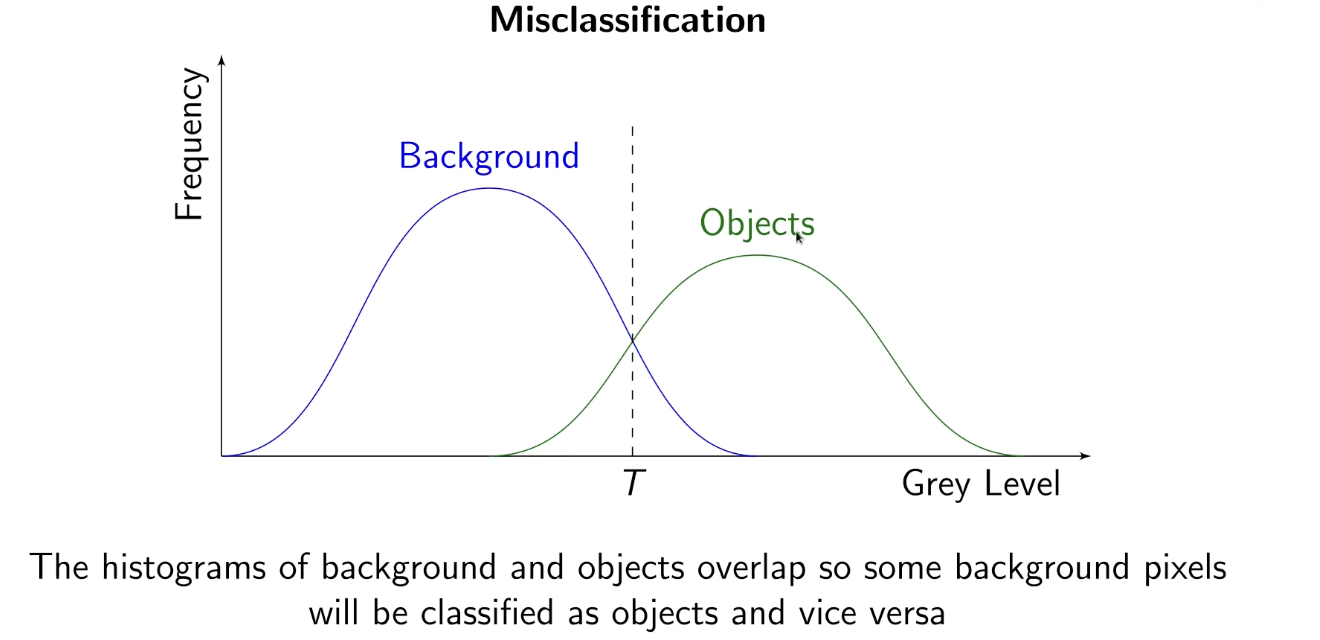 Misclassification
Frequency
Background
Objects
T
Grey Level
The histograms of background and objects overlap so some background pixels
will be classified as objects and vice versa